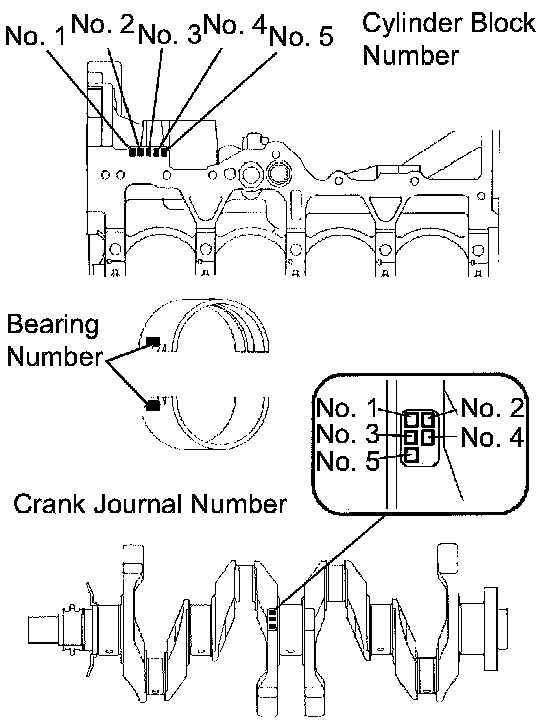 No. 1 No. 2 No. 3 No. 4 No. 5
Cylinder Block
Number
Bearing
Number
No. 1 No. 2
No. 3 No. 4
No. 5
Crank Journal Number